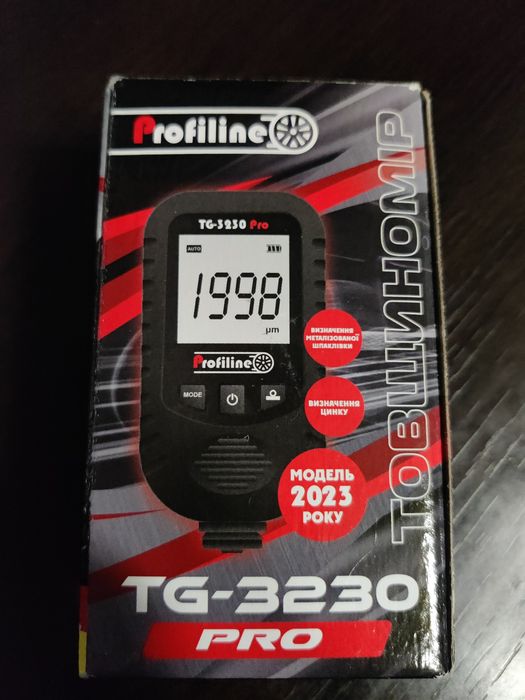 Profiline
TG-3230 Pro
AUTO
1998
µm
Profiline
MODE
ВИЗНАЧЕННЯ
МЕТАЛІЗОВАНОЇ
ШПАКЛІВКИ
ВИЗНАЧЕННЯ
ЦИНКУ
МОДЕЛЬ
2023
РОКУ
ТОВЩИНОМІР
TG-3230
PRO